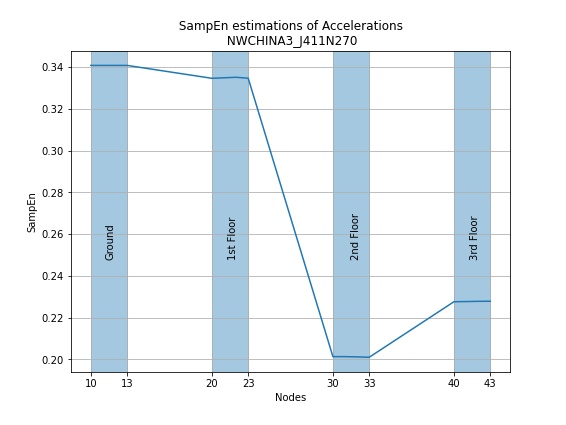 SampEn estimations of Accelerations
NWCHINA3_J411N270
0.34
0.32
0.30
0.28
0.26
0.24
0.22
0.20
SampEn
Ground
1st Floor
2nd Floor
3rd Floor
10 13 20 23 30 33 40 43
Nodes